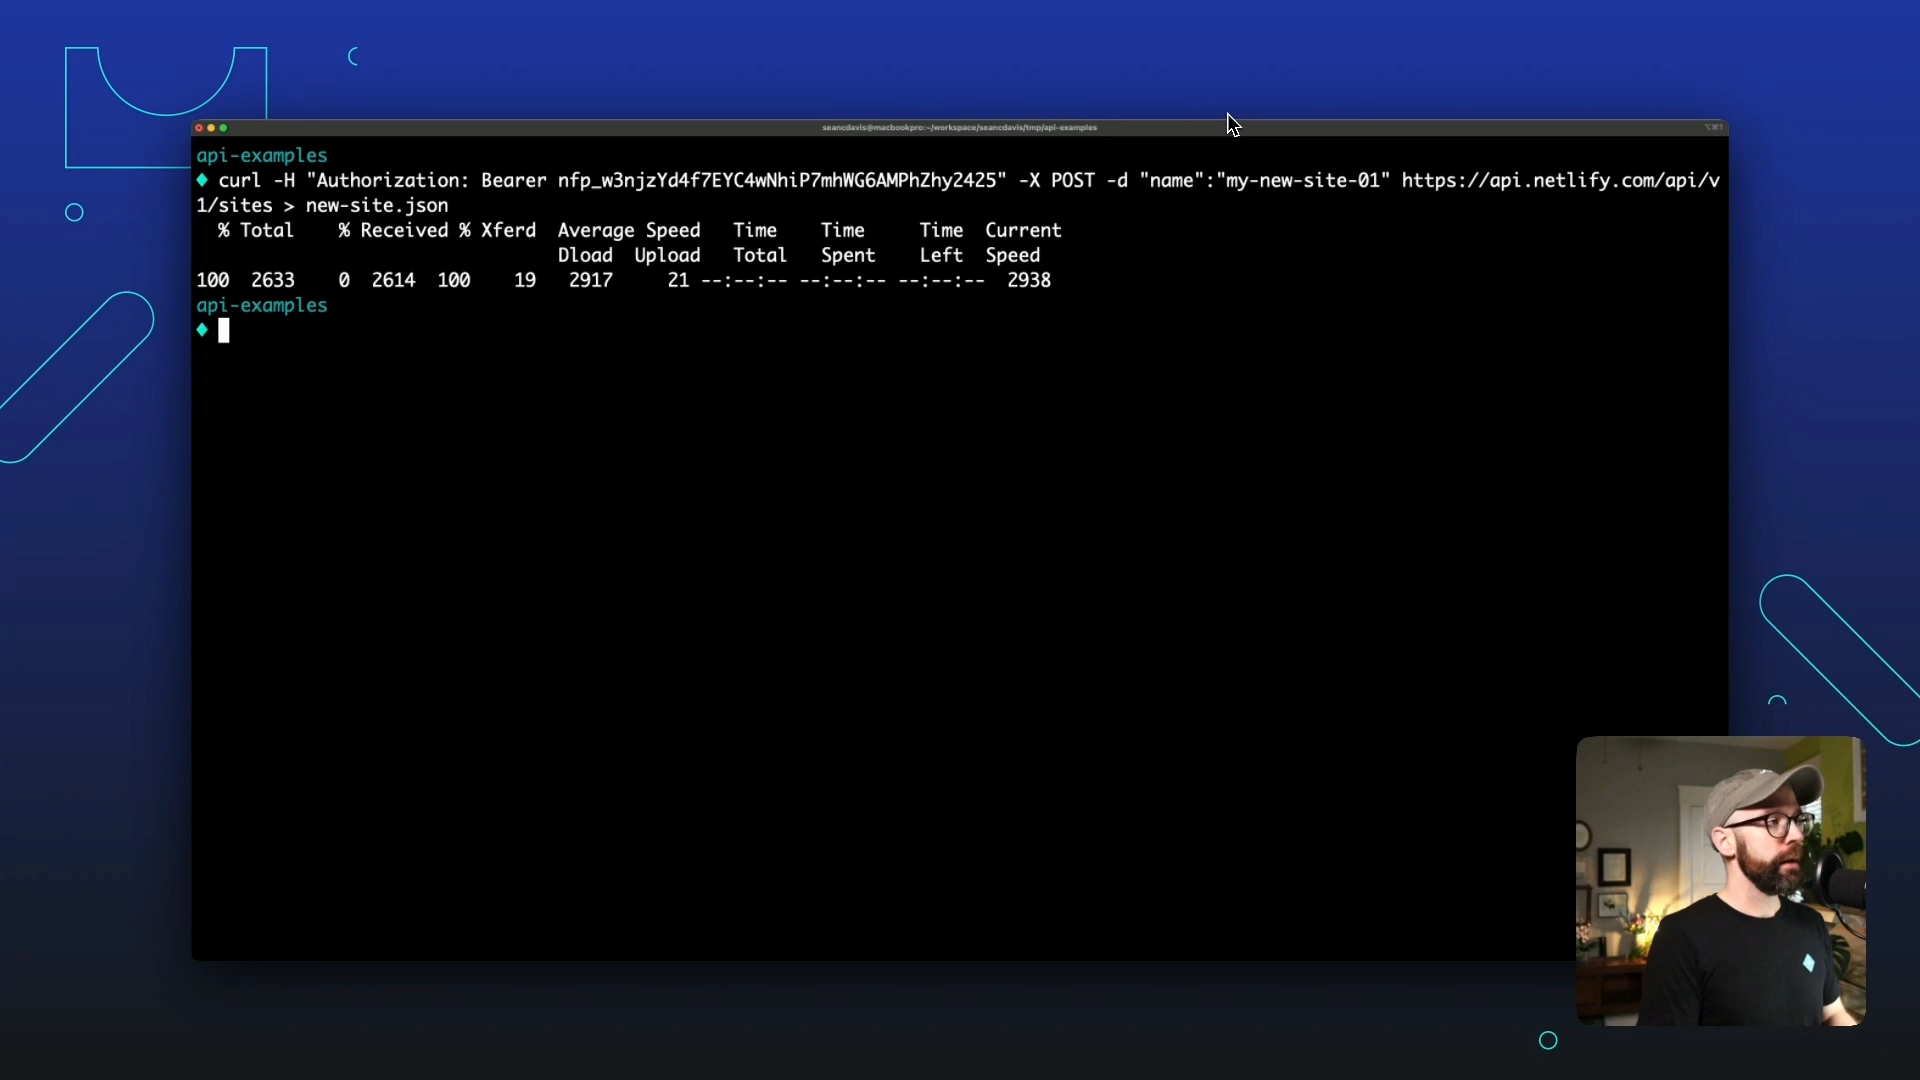 seancdavis@macbookpro:~/workspace/seancdavis/tmp/api-examples
⌥⌘1
api-examples
♦ curl -H "Authorization: Bearer nfp_w3njzYd4f7EYC4wNhiP7mhWG6AMPhZhy2425" -X POST -d "name":"my-new-site-01" https://api.netlify.com/api/v
1/sites > new-site.json
% Total % Received % Xferd Average Speed Time Time Time Current
Dload Upload Total Spent Left Speed
100 2633 0 2614 100 19 2917 21 --:--:-- --:--:-- --:--:-- 2938
api-examples
♦